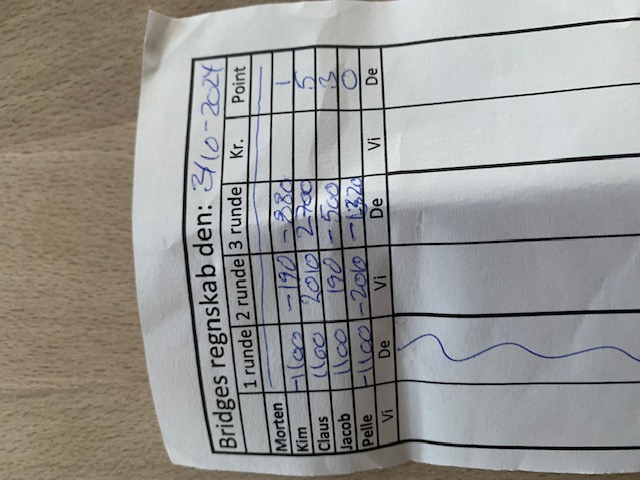 Bridges regnskab den: 3/10-2024
1 runde 2 runde 3 runde Kr. Point
Morten
Kim -1100 -190 -880 1
Claus 1100 2010 2700 5
Jacob 1100 190 -500 3
Pelle -1100 -2010 -1320 0
Vi De Vi De Vi De